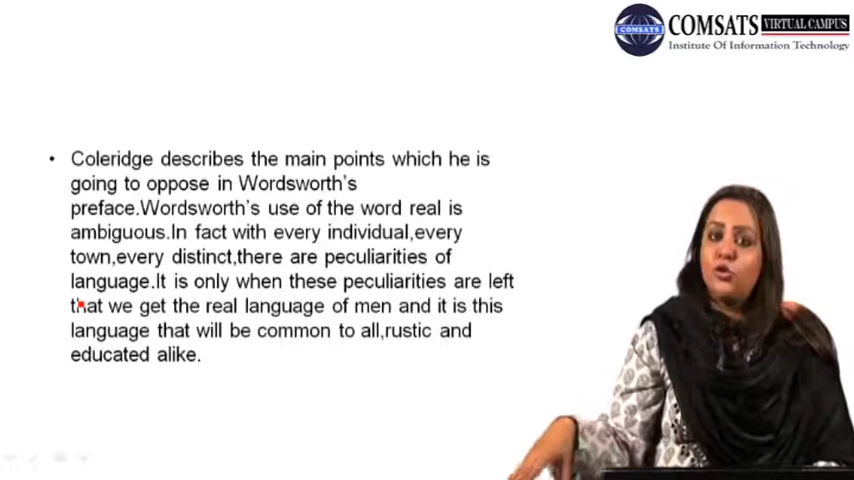 COMSATS
COMSATS VIRTUAL CAMPUS
Institute Of Information Technology
• Coleridge describes the main points which he is
going to oppose in Wordsworth's
preface.Wordsworth's use of the word real is
ambiguous.In fact with every individual,every
town,every distinct,there are peculiarities of
language.It is only when these peculiarities are left
that we get the real language of men and it is this
language that will be common to all,rustic and
educated alike.